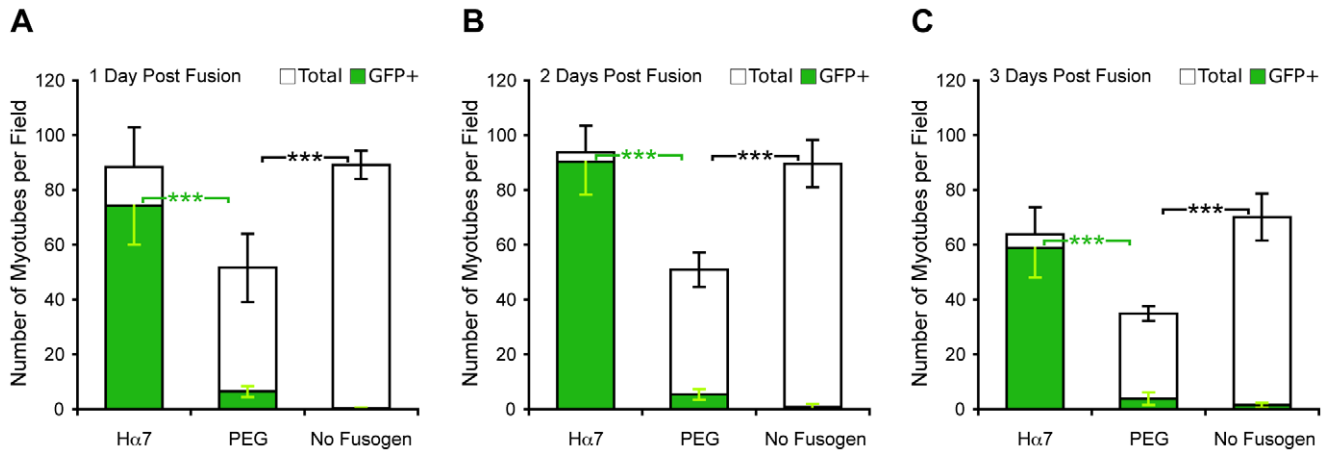 A
1 Day Post Fusion Total GFP+
Number of Myotubes per Field
120
100
80
60
40
20
0
***
***
Hα7 PEG No Fusogen
B
2 Days Post Fusion Total GFP+
Number of Myotubes per Field
120
100
80
60
40
20
0
***
***
Hα7 PEG No Fusogen
C
3 Days Post Fusion Total GFP+
Number of Myotubes per Field
120
100
80
60
40
20
0
***
***
Hα7 PEG No Fusogen